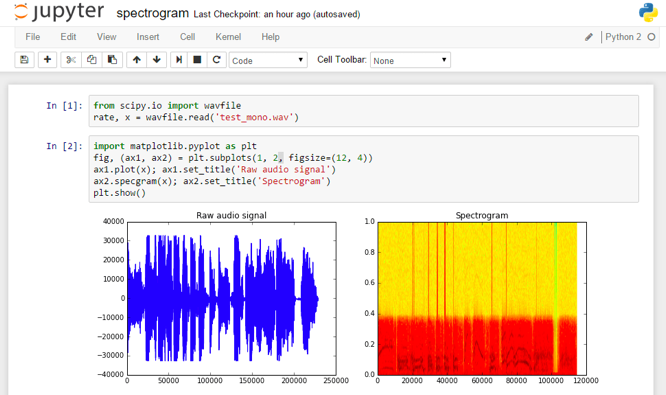 jupyter spectrogram Last Checkpoint: an hour ago (autosaved)
File Edit View Insert Cell Kernel Help Python 2
Code Cell Toolbar: None
In [1]: from scipy.io import wavfile
rate, x = wavfile.read('test_mono.wav')
In [2]: import matplotlib.pyplot as plt
fig, (ax1, ax2) = plt.subplots(1, 2, figsize=(12, 4))
ax1.plot(x); ax1.set_title('Raw audio signal')
ax2.specgram(x); ax2.set_title('Spectrogram')
plt.show()
Raw audio signal
40000
30000
20000
10000
0
−10000
−20000
−30000
−40000
0 50000 100000 150000 200000 250000
Spectrogram
1.0
0.8
0.6
0.4
0.2
0.0
0 20000 40000 60000 80000 100000 120000